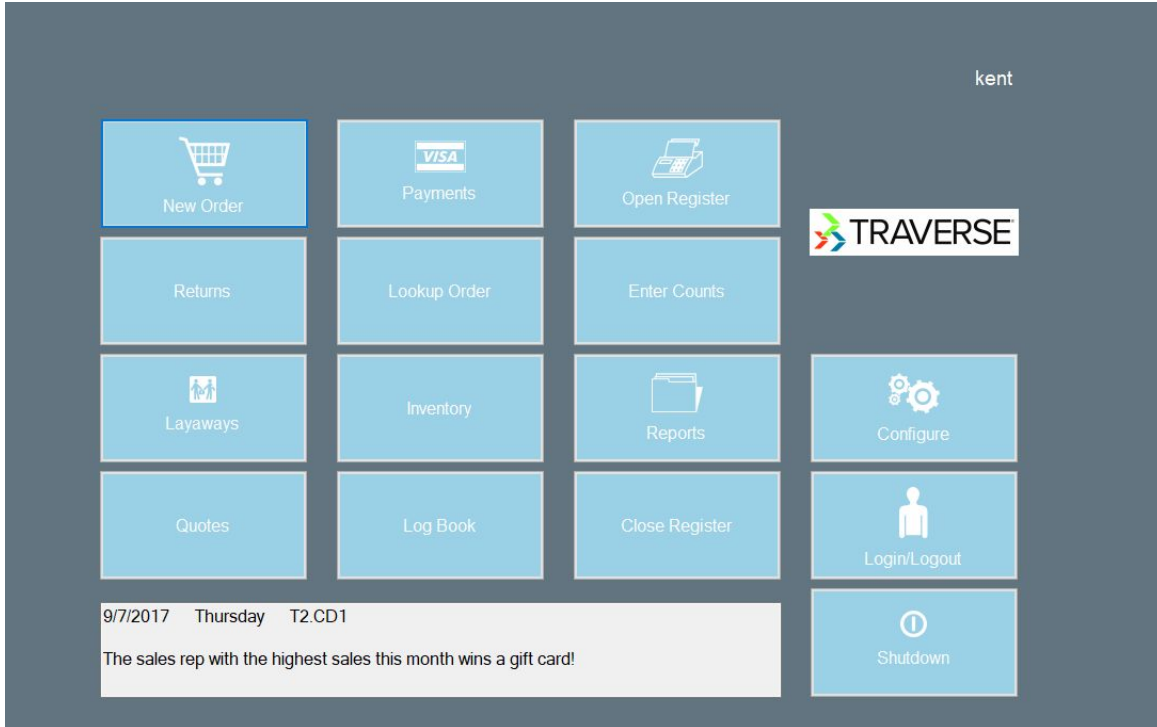 kent
New Order
VISA
Payments
Open Register
TRAVERSE
Returns
Lookup Order
Enter Counts
Layaways
Inventory
Reports
Configure
Quotes
Log Book
Close Register
Login/Logout
9/7/2017 Thursday T2.CD1
The sales rep with the highest sales this month wins a gift card!
Shutdown